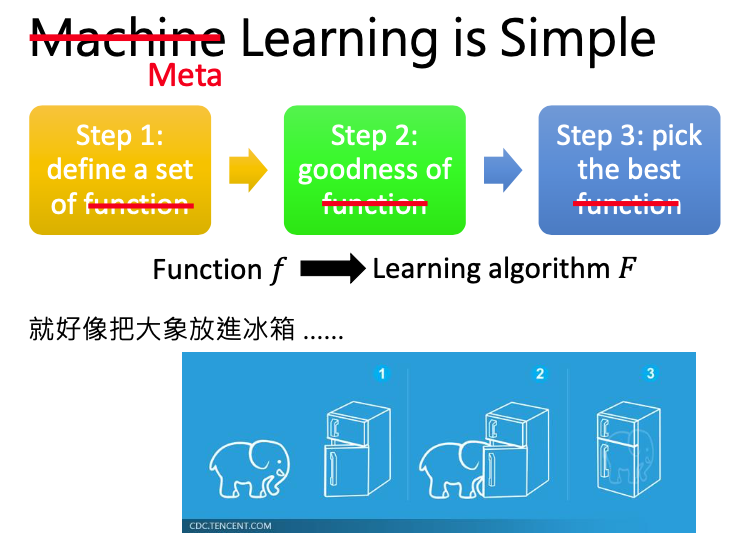 Machine Learning is Simple
Meta
Step 1:
define a set
of function
Step 2:
goodness of
function
Step 3: pick
the best
function
Function f
Learning algorithm F
就好像把大象放進冰箱 ……
1
2
3
CDC.TENCENT.COM